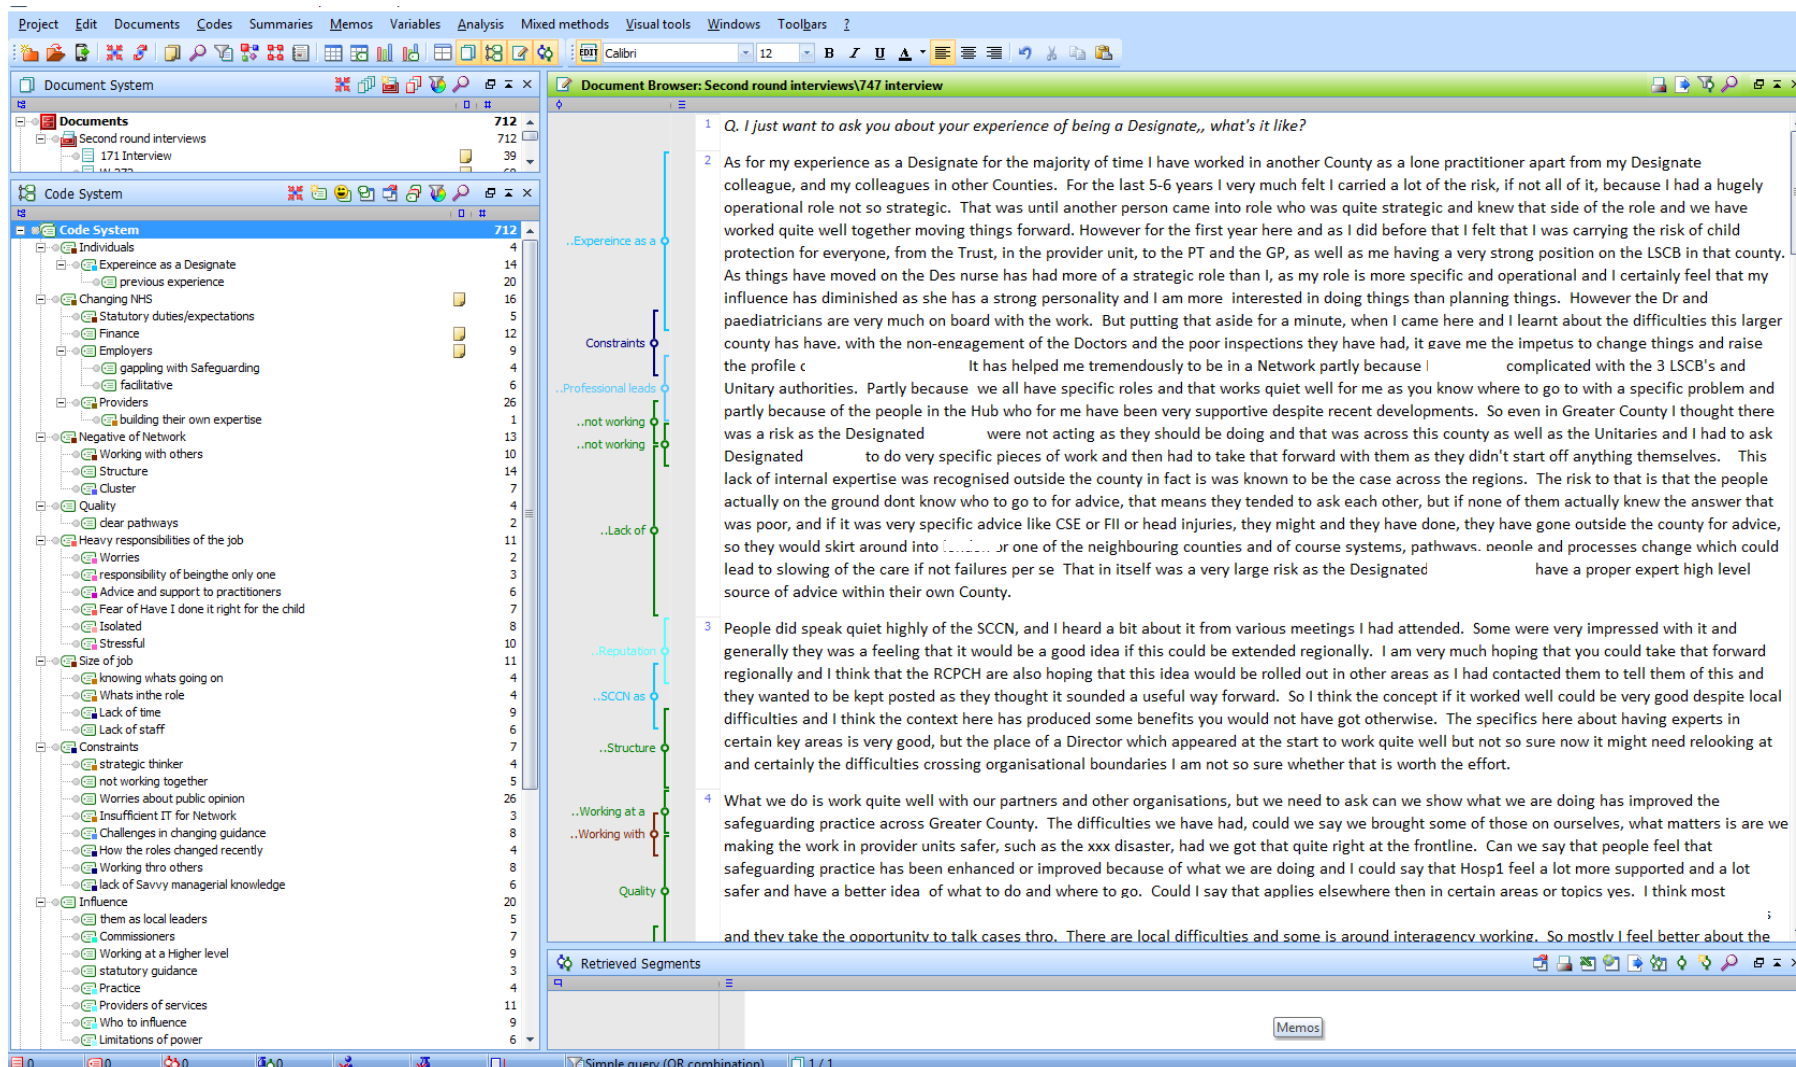 Project Edit Documents Codes Summaries Memos Variables Analysis Mixed methods Visual tools Windows Toolbars ?
EDIT Calibri 12 B I U A
Document System
Documents 712
Second round interviews 712
171 Interview 39
Code System
Code System 712
Individuals 4
Expereince as a Designate 14
previous experience 20
Changing NHS 16
Statutory duties/expectations 5
Finance 12
Employers 9
gappling with Safeguarding 4
facilitative 6
Providers 26
building their own expertise 1
Negative of Network 13
Working with others 10
Structure 14
Cluster 7
Quality 4
clear pathways 2
Heavy responsibilities of the job 11
Worries 2
responsibility of beingthe only one 3
Advice and support to practitioners 6
Fear of Have I done it right for the child 7
Isolated 8
Stressful 10
Size of job 11
knowing whats going on 4
Whats inthe role 4
Lack of time 9
Lack of staff 6
Constraints 7
strategic thinker 4
not working together 5
Worries about public opinion 26
Insufficient IT for Network 3
Challenges in changing guidance 8
How the roles changed recently 4
Working thro others 8
lack of Savvy managerial knowledge 6
Influence 20
them as local leaders 5
Commissioners 7
Working at a Higher level 9
statutory guidance 3
Practice 4
Providers of services 11
Who to influence 9
Limitations of power 6
Document Browser: Second round interviews\747 interview
..Expereince as a
Constraints
..Professional leads
..not working
..not working
..Lack of
..Reputation
..SCCN as
..Structure
..Working at a
..Working with
Quality
1 Q. I just want to ask you about your experience of being a Designate,, what's it like?
2 As for my experience as a Designate for the majority of time I have worked in another County as a lone practitioner apart from my Designate
colleague, and my colleagues in other Counties. For the last 5-6 years I very much felt I carried a lot of the risk, if not all of it, because I had a hugely
operational role not so strategic. That was until another person came into role who was quite strategic and knew that side of the role and we have
worked quite well together moving things forward. However for the first year here and as I did before that I felt that I was carrying the risk of child
protection for everyone, from the Trust, in the provider unit, to the PT and the GP, as well as me having a very strong position on the LSCB in that county.
As things have moved on the Des nurse has had more of a strategic role than I, as my role is more specific and operational and I certainly feel that my
influence has diminished as she has a strong personality and I am more interested in doing things than planning things. However the Dr and
paediatricians are very much on board with the work. But putting that aside for a minute, when I came here and I learnt about the difficulties this larger
county has have. with the non-engagement of the Doctors and the poor inspections they have had, it gave me the impetus to change things and raise
the profile It has helped me tremendously to be in a Network partly because complicated with the 3 LSCB's and
Unitary authorities. Partly because we all have specific roles and that works quiet well for me as you know where to go to with a specific problem and
partly because of the people in the Hub who for me have been very supportive despite recent developments. So even in Greater County I thought there
was a risk as the Designated were not acting as they should be doing and that was across this county as well as the Unitaries and I had to ask
Designated to do very specific pieces of work and then had to take that forward with them as they didn't start off anything themselves. This
lack of internal expertise was recognised outside the county in fact is was known to be the case across the regions. The risk to that is that the people
actually on the ground dont know who to go to for advice, that means they tended to ask each other, but if none of them actually knew the answer that
was poor, and if it was very specific advice like CSE or FII or head injuries, they might and they have done, they have gone outside the county for advice,
so they would skirt around into or one of the neighbouring counties and of course systems, pathways, people and processes change which could
lead to slowing of the care if not failures per se That in itself was a very large risk as the Designated have a proper expert high level
source of advice within their own County.
3 People did speak quiet highly of the SCCN, and I heard a bit about it from various meetings I had attended. Some were very impressed with it and
generally they was a feeling that it would be a good idea if this could be extended regionally. I am very much hoping that you could take that forward
regionally and I think that the RCPCH are also hoping that this idea would be rolled out in other areas as I had contacted them to tell them of this and
they wanted to be kept posted as they thought it sounded a useful way forward. So I think the concept if it worked well could be very good despite local
difficulties and I think the context here has produced some benefits you would not have got otherwise. The specifics here about having experts in
certain key areas is very good, but the place of a Director which appeared at the start to work quite well but not so sure now it might need relooking at
and certainly the difficulties crossing organisational boundaries I am not so sure whether that is worth the effort.
4 What we do is work quite well with our partners and other organisations, but we need to ask can we show what we are doing has improved the
safeguarding practice across Greater County. The difficulties we have had, could we say we brought some of those on ourselves, what matters is are we
making the work in provider units safer, such as the xxx disaster, had we got that quite right at the frontline. Can we say that people feel that
safeguarding practice has been enhanced or improved because of what we are doing and I could say that Hosp1 feel a lot more supported and a lot
safer and have a better idea of what to do and where to go. Could I say that applies elsewhere then in certain areas or topics yes. I think most
and they take the opportunity to talk cases thro. There are local difficulties and some is around interagency working. So mostly I feel better about the
Retrieved Segments
Memos
0 0 0 0 Simple query (OR combination) 1 / 1